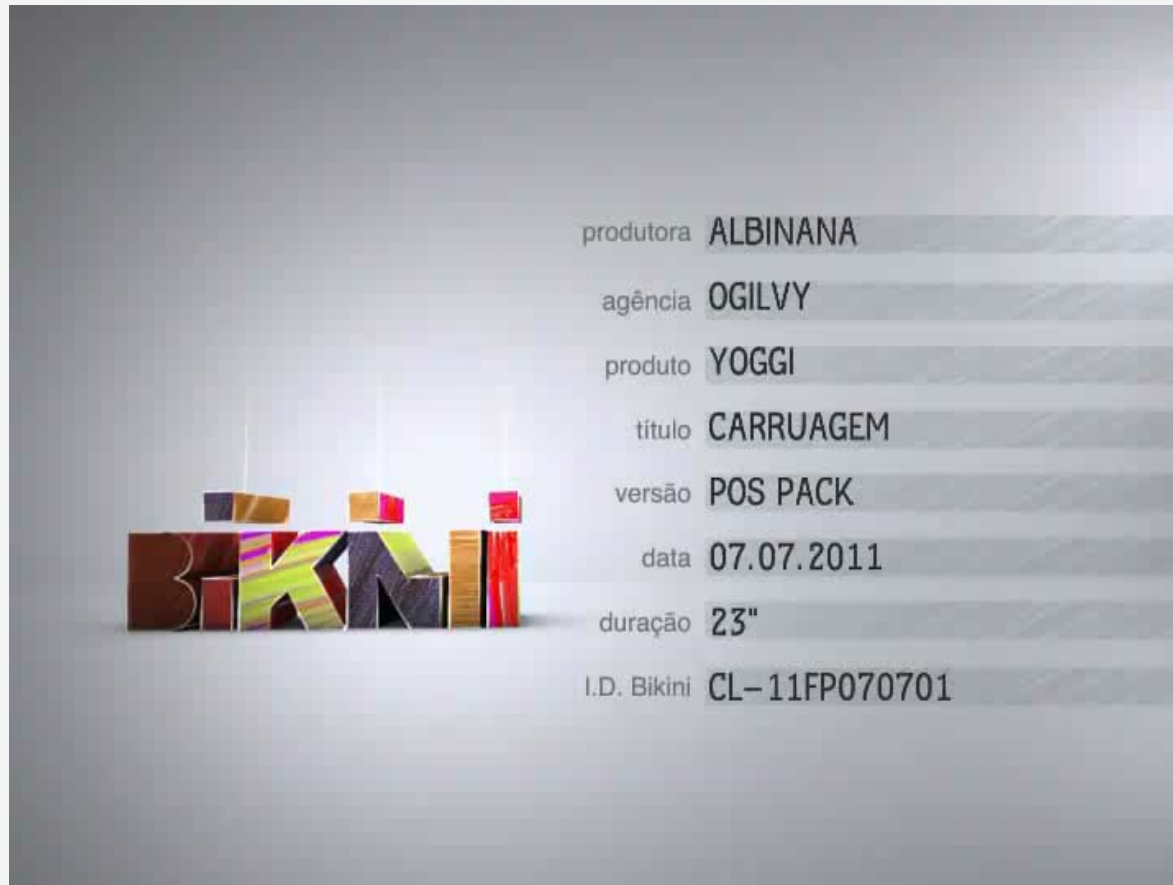 BiKiNi
produtora ALBINANA
agência OGILVY
produto YOGGI
título CARRUAGEM
versão POS PACK
data 07.07.2011
duração 23"
I.D. Bikini CL-11FP070701